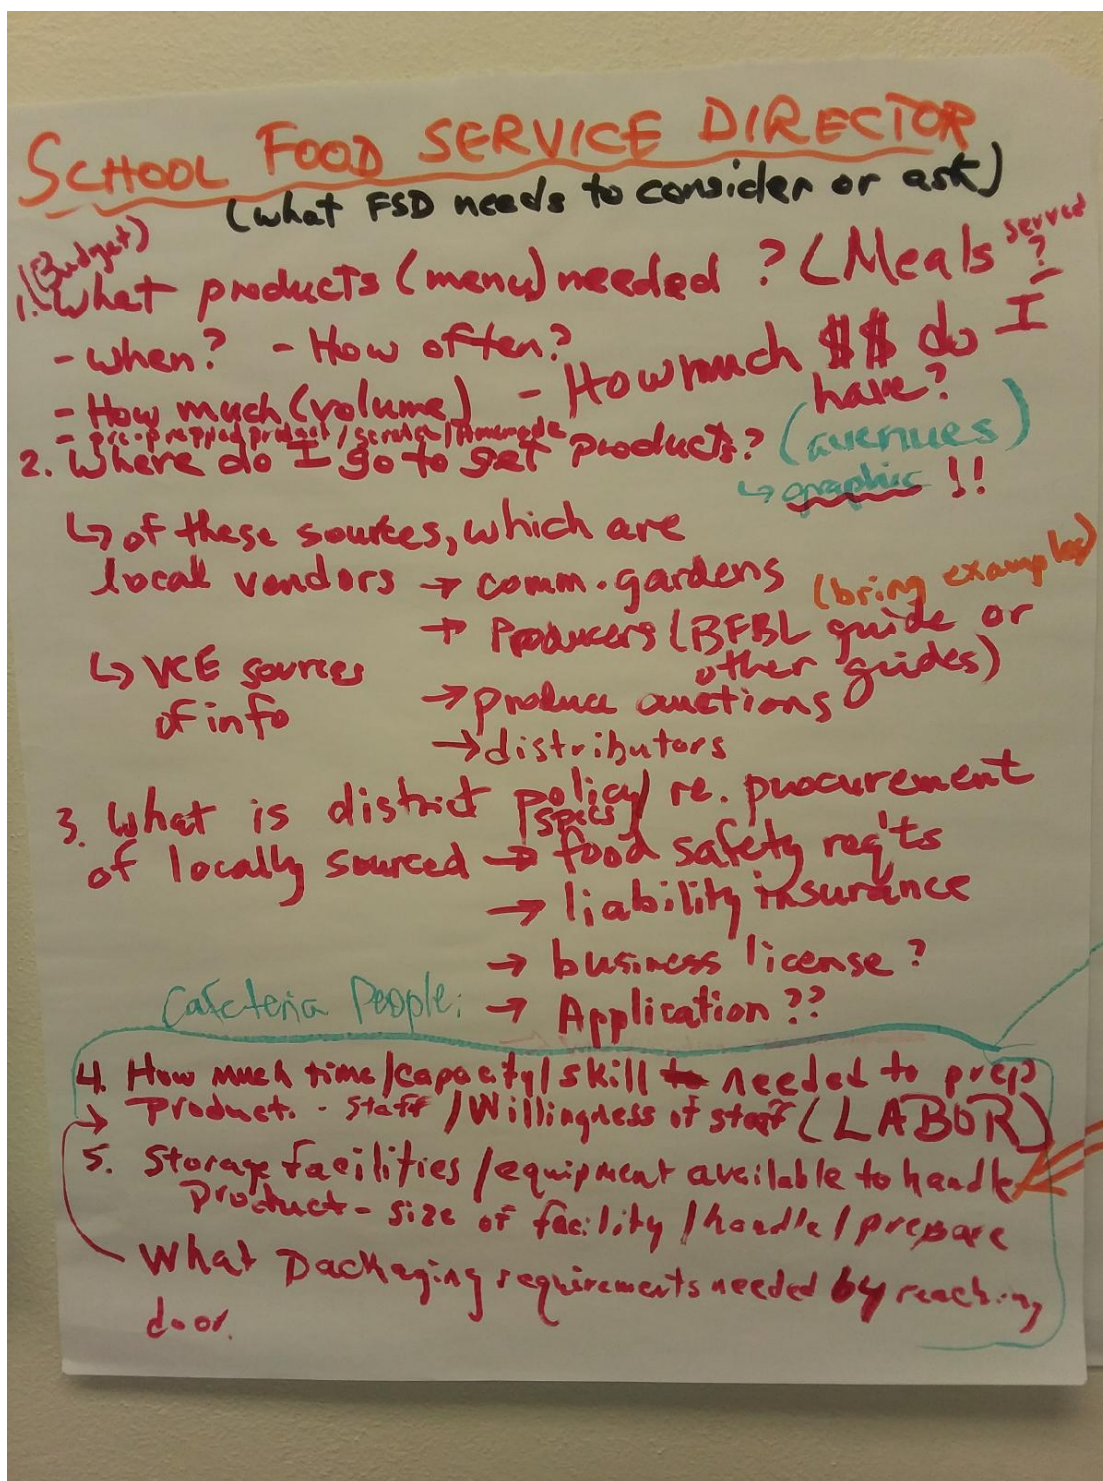 SCHOOL FOOD SERVICE DIRECTOR
(what FSD needs to consider or ask)
(Budget)
1. What products (menu) needed? (Meals served?
- when? - How often?
- How much (volume) - How much $$ do I have?
- pre-prepped product / scratch / homemade
2. Where do I go to get products? (avenues)
↳ graphic !!
↳ of these sources, which are
local vendors → comm. gardens
(bring examples)
→ Producers (BFBL guide or
other guides)
↳ VCE sources
of info
→ produce auctions
→ distributors
3. What is district policy/specs re. procurement
of locally sourced → food safety req'ts
→ liability insurance
→ business license?
→ Application??
Cafeteria People:
4. How much time/capacity/skill to needed to prep
product. - staff / Willingness of staff (LABOR)
5. Storage facilities / equipment available to handle
product - size of facility / handle / prepare
What packaging requirements needed by reaching
door.